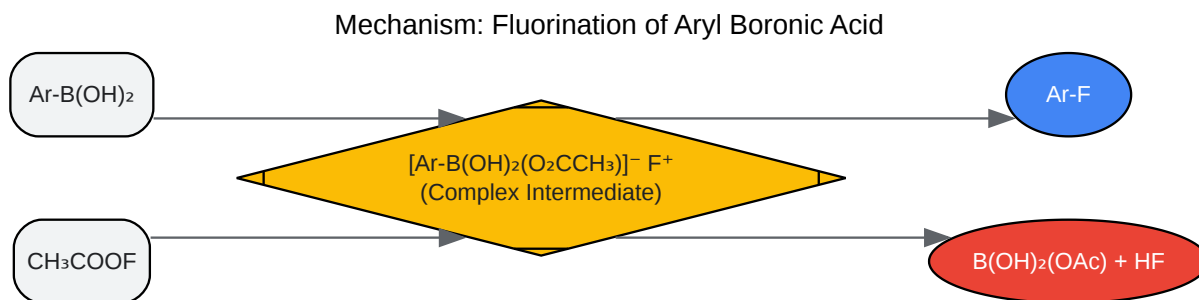 Mechanism: Fluorination of Aryl Boronic Acid
Ar-B(OH)₂
Ar-F
[Ar-B(OH)₂(O₂CCH₃)]⁻ F⁺
(Complex Intermediate)
CH₃COOF
B(OH)₂(OAc) + HF